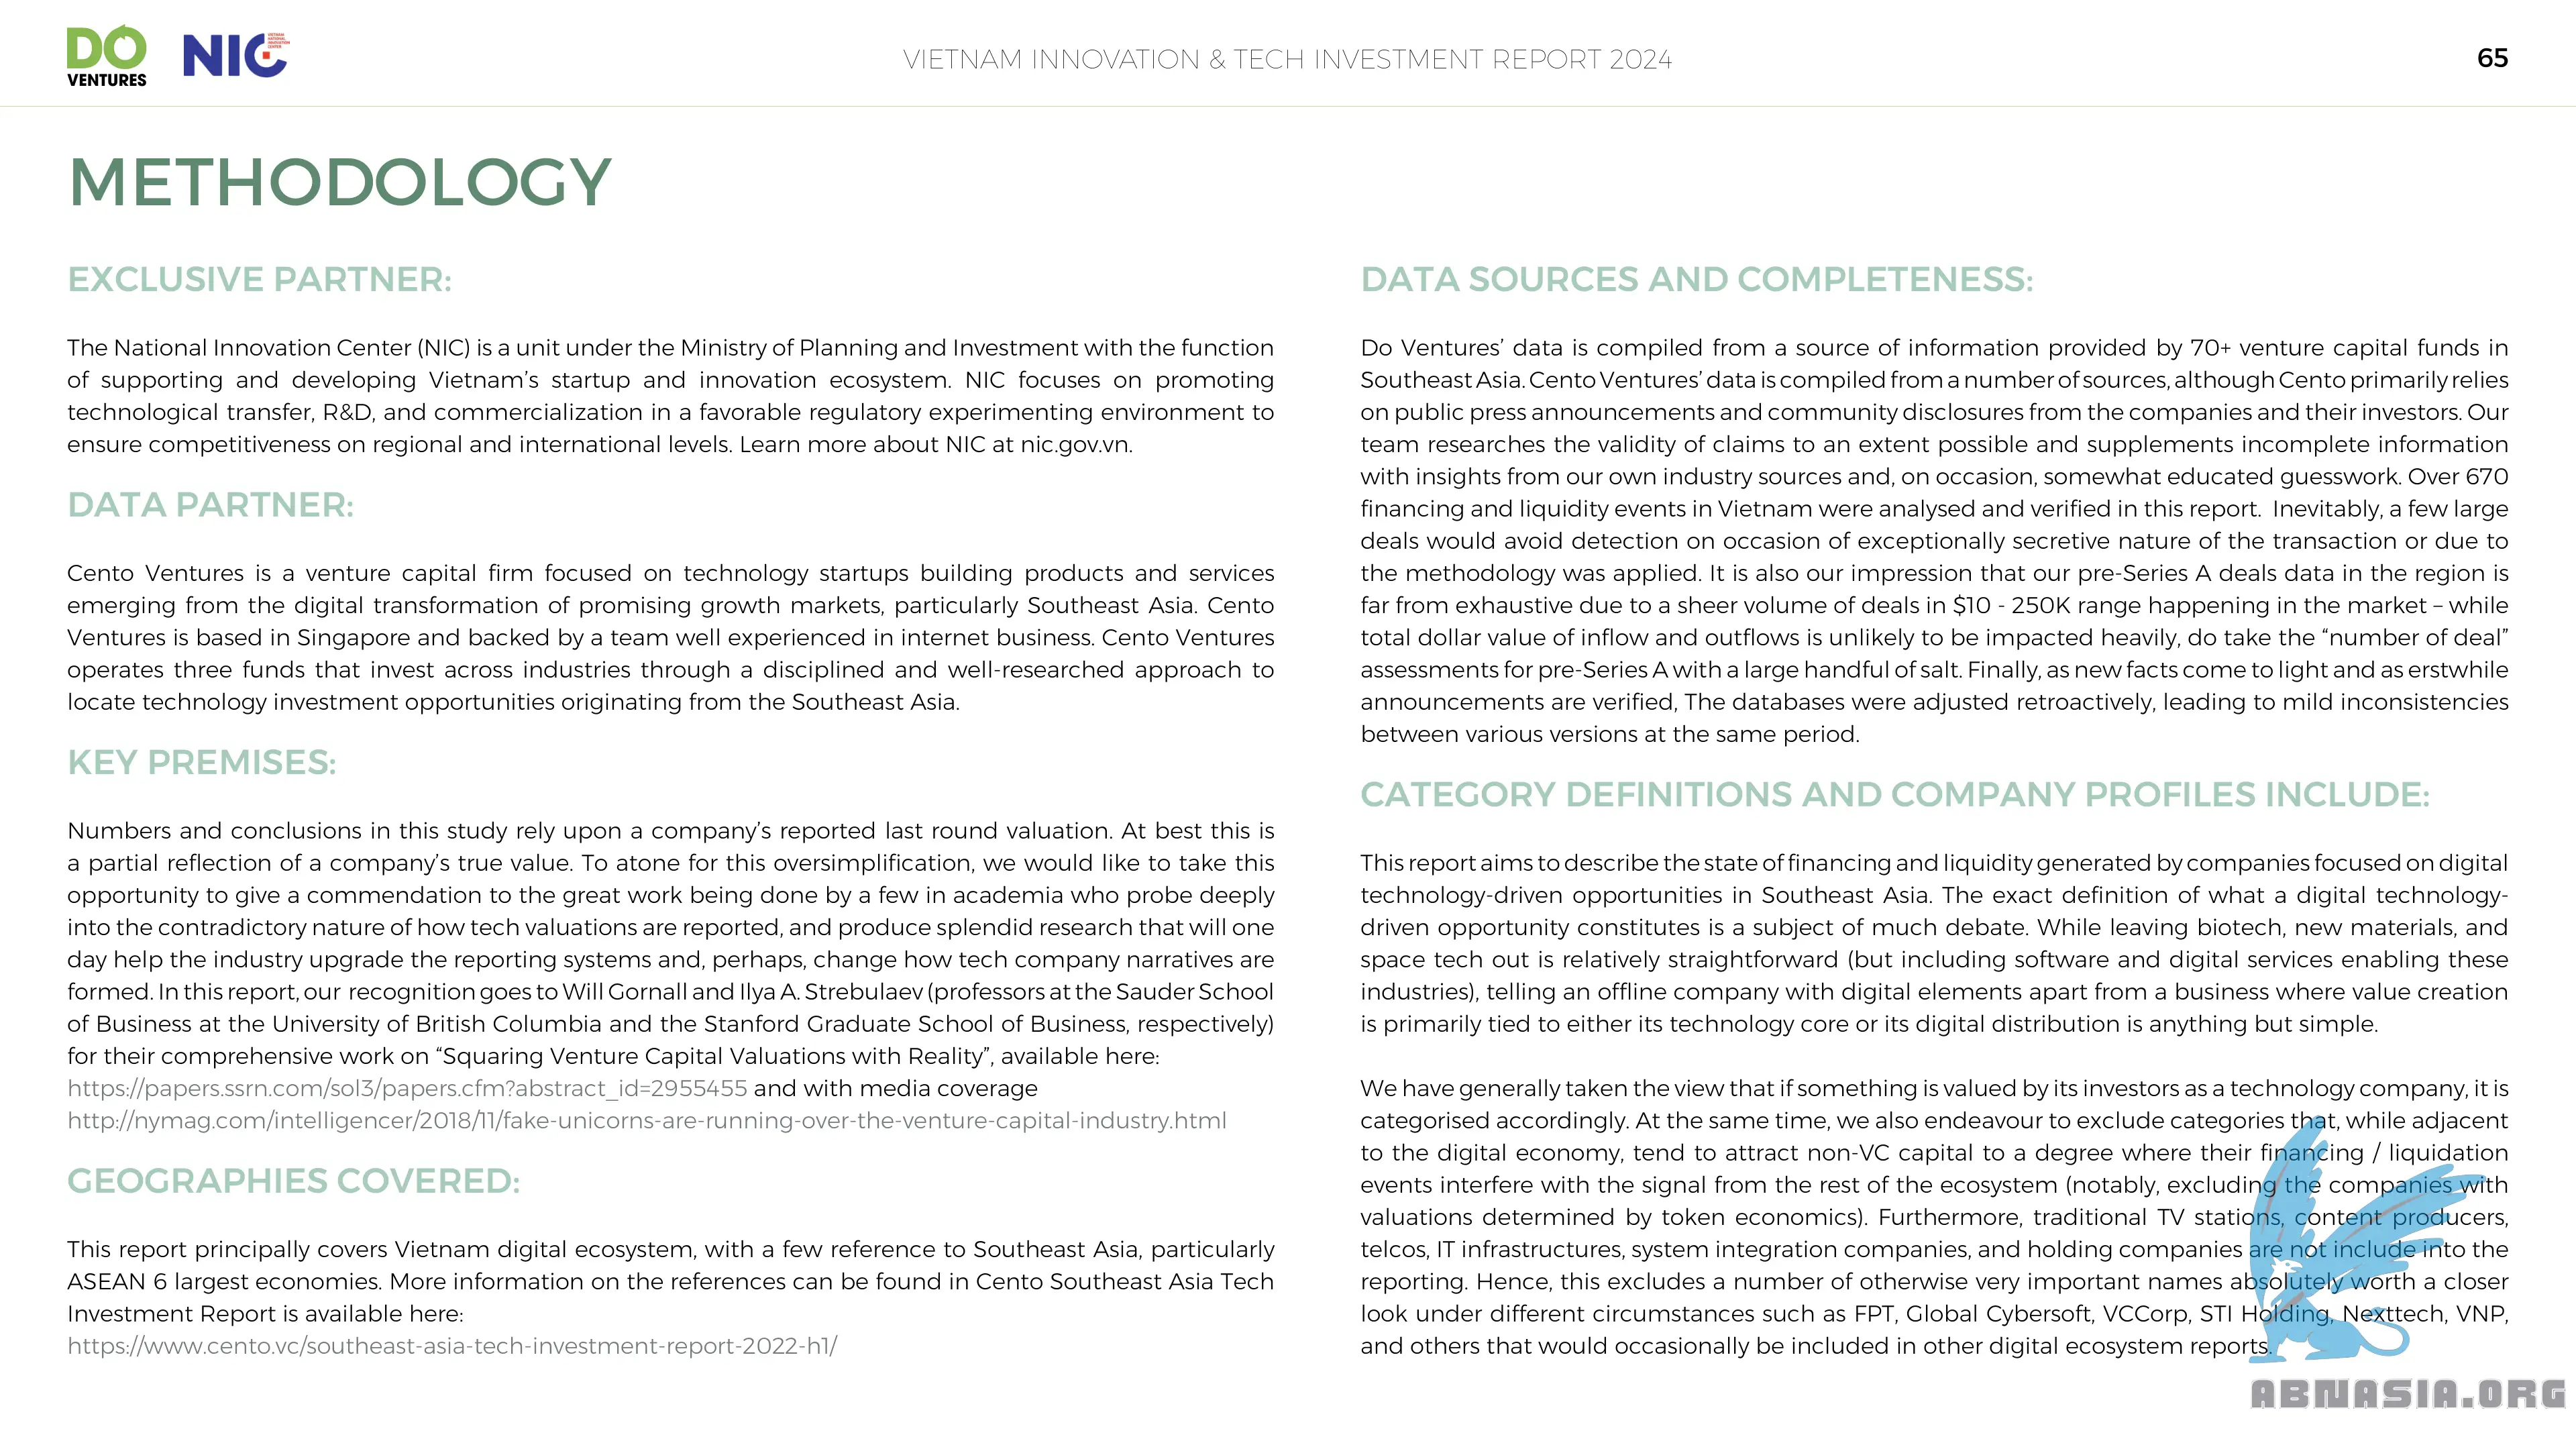 DO
VENTURES
NIC
VIETNAM
NATIONAL
INNOVATION
CENTER
VIETNAM INNOVATION & TECH INVESTMENT REPORT 2024
65
METHODOLOGY
EXCLUSIVE PARTNER:
The National Innovation Center (NIC) is a unit under the Ministry of Planning and Investment with the function
of supporting and developing Vietnam’s startup and innovation ecosystem. NIC focuses on promoting
technological transfer, R&D, and commercialization in a favorable regulatory experimenting environment to
ensure competitiveness on regional and international levels. Learn more about NIC at nic.gov.vn.
DATA PARTNER:
Cento Ventures is a venture capital firm focused on technology startups building products and services
emerging from the digital transformation of promising growth markets, particularly Southeast Asia. Cento
Ventures is based in Singapore and backed by a team well experienced in internet business. Cento Ventures
operates three funds that invest across industries through a disciplined and well-researched approach to
locate technology investment opportunities originating from the Southeast Asia.
KEY PREMISES:
Numbers and conclusions in this study rely upon a company’s reported last round valuation. At best this is
a partial reflection of a company’s true value. To atone for this oversimplification, we would like to take this
opportunity to give a commendation to the great work being done by a few in academia who probe deeply
into the contradictory nature of how tech valuations are reported, and produce splendid research that will one
day help the industry upgrade the reporting systems and, perhaps, change how tech company narratives are
formed. In this report, our recognition goes to Will Gornall and Ilya A. Strebulaev (professors at the Sauder School
of Business at the University of British Columbia and the Stanford Graduate School of Business, respectively)
for their comprehensive work on “Squaring Venture Capital Valuations with Reality”, available here:
https://papers.ssrn.com/sol3/papers.cfm?abstract_id=2955455 and with media coverage
http://nymag.com/intelligencer/2018/11/fake-unicorns-are-running-over-the-venture-capital-industry.html
GEOGRAPHIES COVERED:
This report principally covers Vietnam digital ecosystem, with a few reference to Southeast Asia, particularly
ASEAN 6 largest economies. More information on the references can be found in Cento Southeast Asia Tech
Investment Report is available here:
https://www.cento.vc/southeast-asia-tech-investment-report-2022-h1/
DATA SOURCES AND COMPLETENESS:
Do Ventures’ data is compiled from a source of information provided by 70+ venture capital funds in
Southeast Asia. Cento Ventures’ data is compiled from a number of sources, although Cento primarily relies
on public press announcements and community disclosures from the companies and their investors. Our
team researches the validity of claims to an extent possible and supplements incomplete information
with insights from our own industry sources and, on occasion, somewhat educated guesswork. Over 670
financing and liquidity events in Vietnam were analysed and verified in this report. Inevitably, a few large
deals would avoid detection on occasion of exceptionally secretive nature of the transaction or due to
the methodology was applied. It is also our impression that our pre-Series A deals data in the region is
far from exhaustive due to a sheer volume of deals in $10 - 250K range happening in the market – while
total dollar value of inflow and outflows is unlikely to be impacted heavily, do take the “number of deal”
assessments for pre-Series A with a large handful of salt. Finally, as new facts come to light and as erstwhile
announcements are verified, The databases were adjusted retroactively, leading to mild inconsistencies
between various versions at the same period.
CATEGORY DEFINITIONS AND COMPANY PROFILES INCLUDE:
This report aims to describe the state of financing and liquidity generated by companies focused on digital
technology-driven opportunities in Southeast Asia. The exact definition of what a digital technology-
driven opportunity constitutes is a subject of much debate. While leaving biotech, new materials, and
space tech out is relatively straightforward (but including software and digital services enabling these
industries), telling an offline company with digital elements apart from a business where value creation
is primarily tied to either its technology core or its digital distribution is anything but simple.
We have generally taken the view that if something is valued by its investors as a technology company, it is
categorised accordingly. At the same time, we also endeavour to exclude categories that, while adjacent
to the digital economy, tend to attract non-VC capital to a degree where their financing / liquidation
events interfere with the signal from the rest of the ecosystem (notably, excluding the companies with
valuations determined by token economics). Furthermore, traditional TV stations, content producers,
telcos, IT infrastructures, system integration companies, and holding companies are not include into the
reporting. Hence, this excludes a number of otherwise very important names absolutely worth a closer
look under different circumstances such as FPT, Global Cybersoft, VCCorp, STI Holding, Nexttech, VNP,
and others that would occasionally be included in other digital ecosystem reports.
ABNASIA.ORG